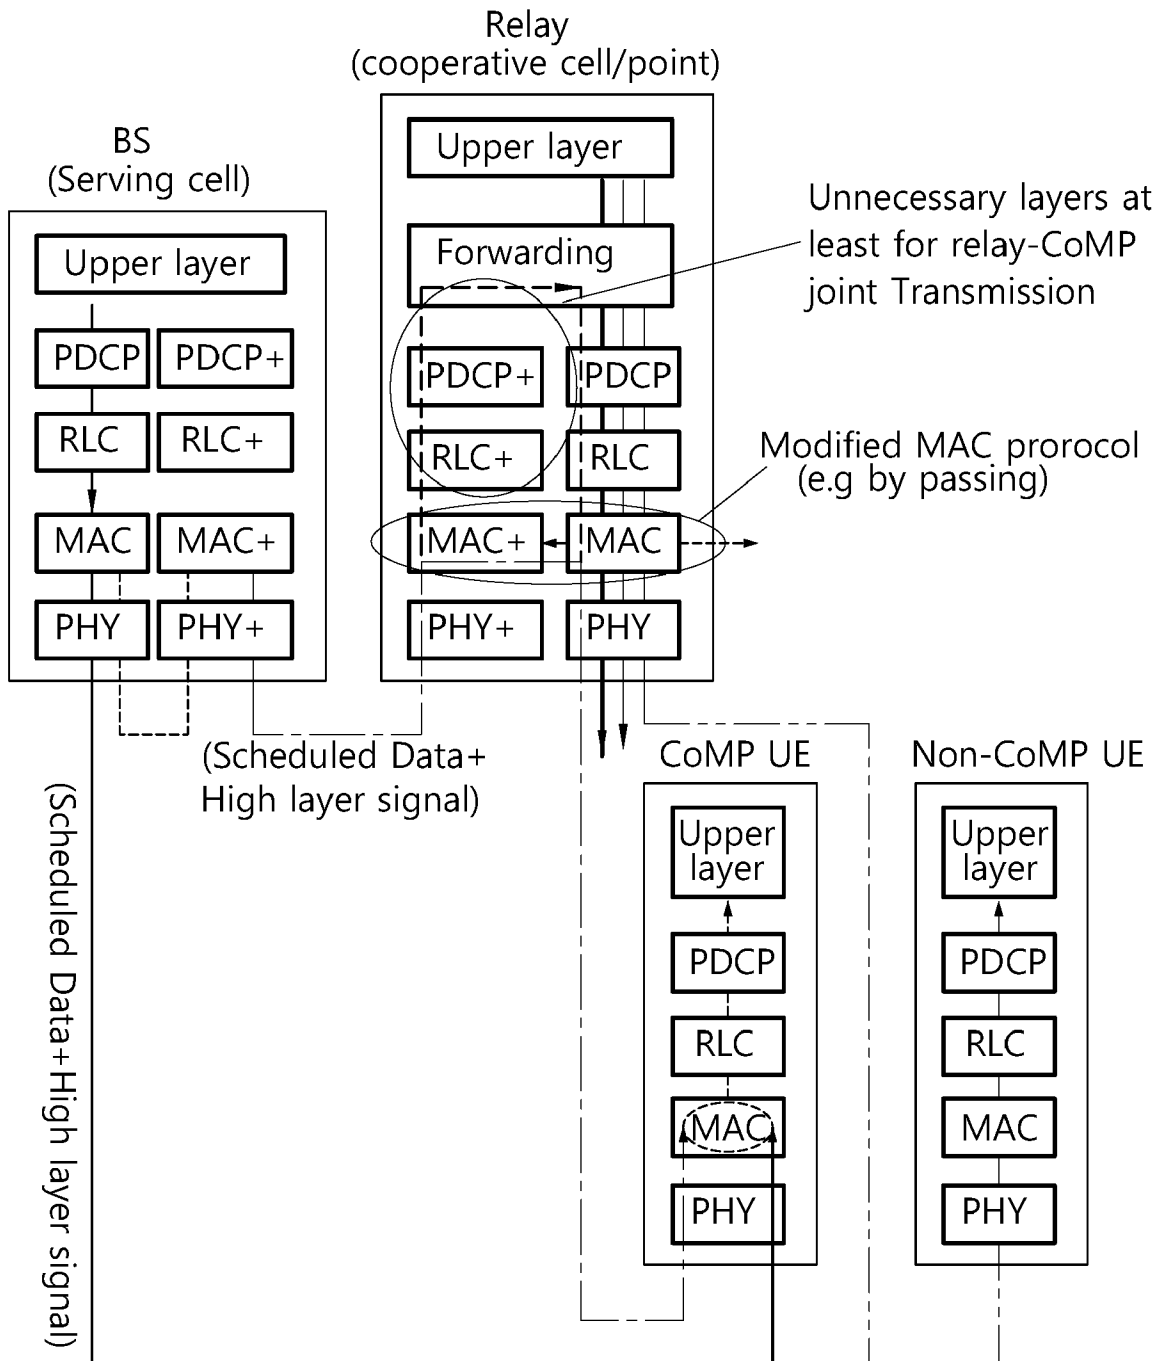 Relay
(cooperative cell/point)
BS
(Serving cell)
Upper layer
PDCP
PDCP+
RLC
RLC+
MAC
MAC+
PHY
PHY+
Upper layer
Forwarding
PDCP+
PDCP
RLC+
RLC
MAC+
MAC
PHY+
PHY
Unnecessary layers at
least for relay-CoMP
joint Transmission
Modified MAC prorocol
(e.g by passing)
(Scheduled Data+
High layer signal)
(Scheduled Data+High layer signal)
CoMP UE
Upper
layer
PDCP
RLC
MAC
PHY
Non-CoMP UE
Upper
layer
PDCP
RLC
MAC
PHY